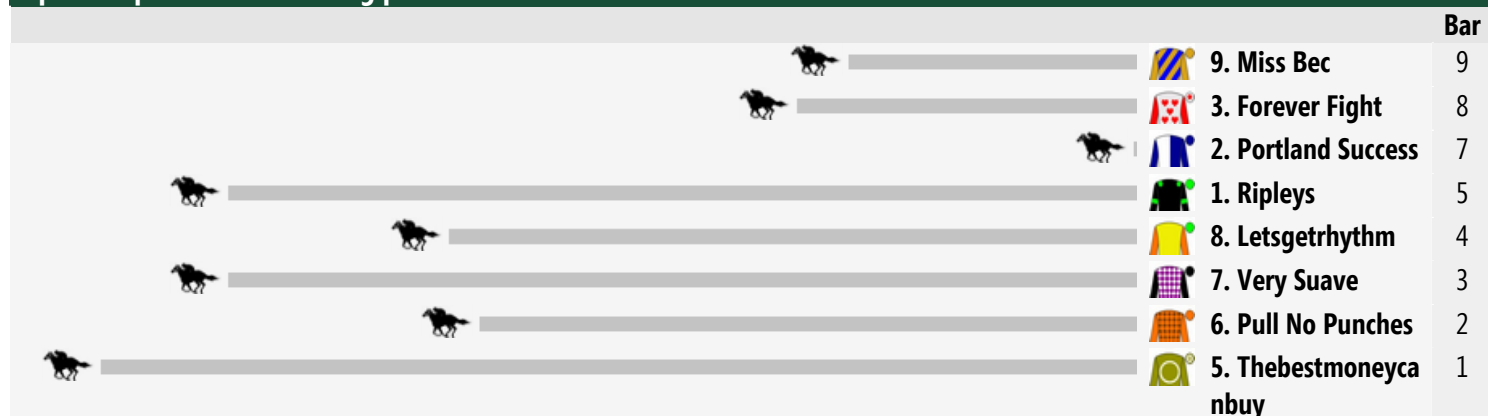 Bar
9. Miss Bec 9
3. Forever Fight 8
2. Portland Success 7
1. Ripleys 5
8. Letsgetrhythm 4
7. Very Suave 3
6. Pull No Punches 2
5. Thebestmoneyca 1
nbuy